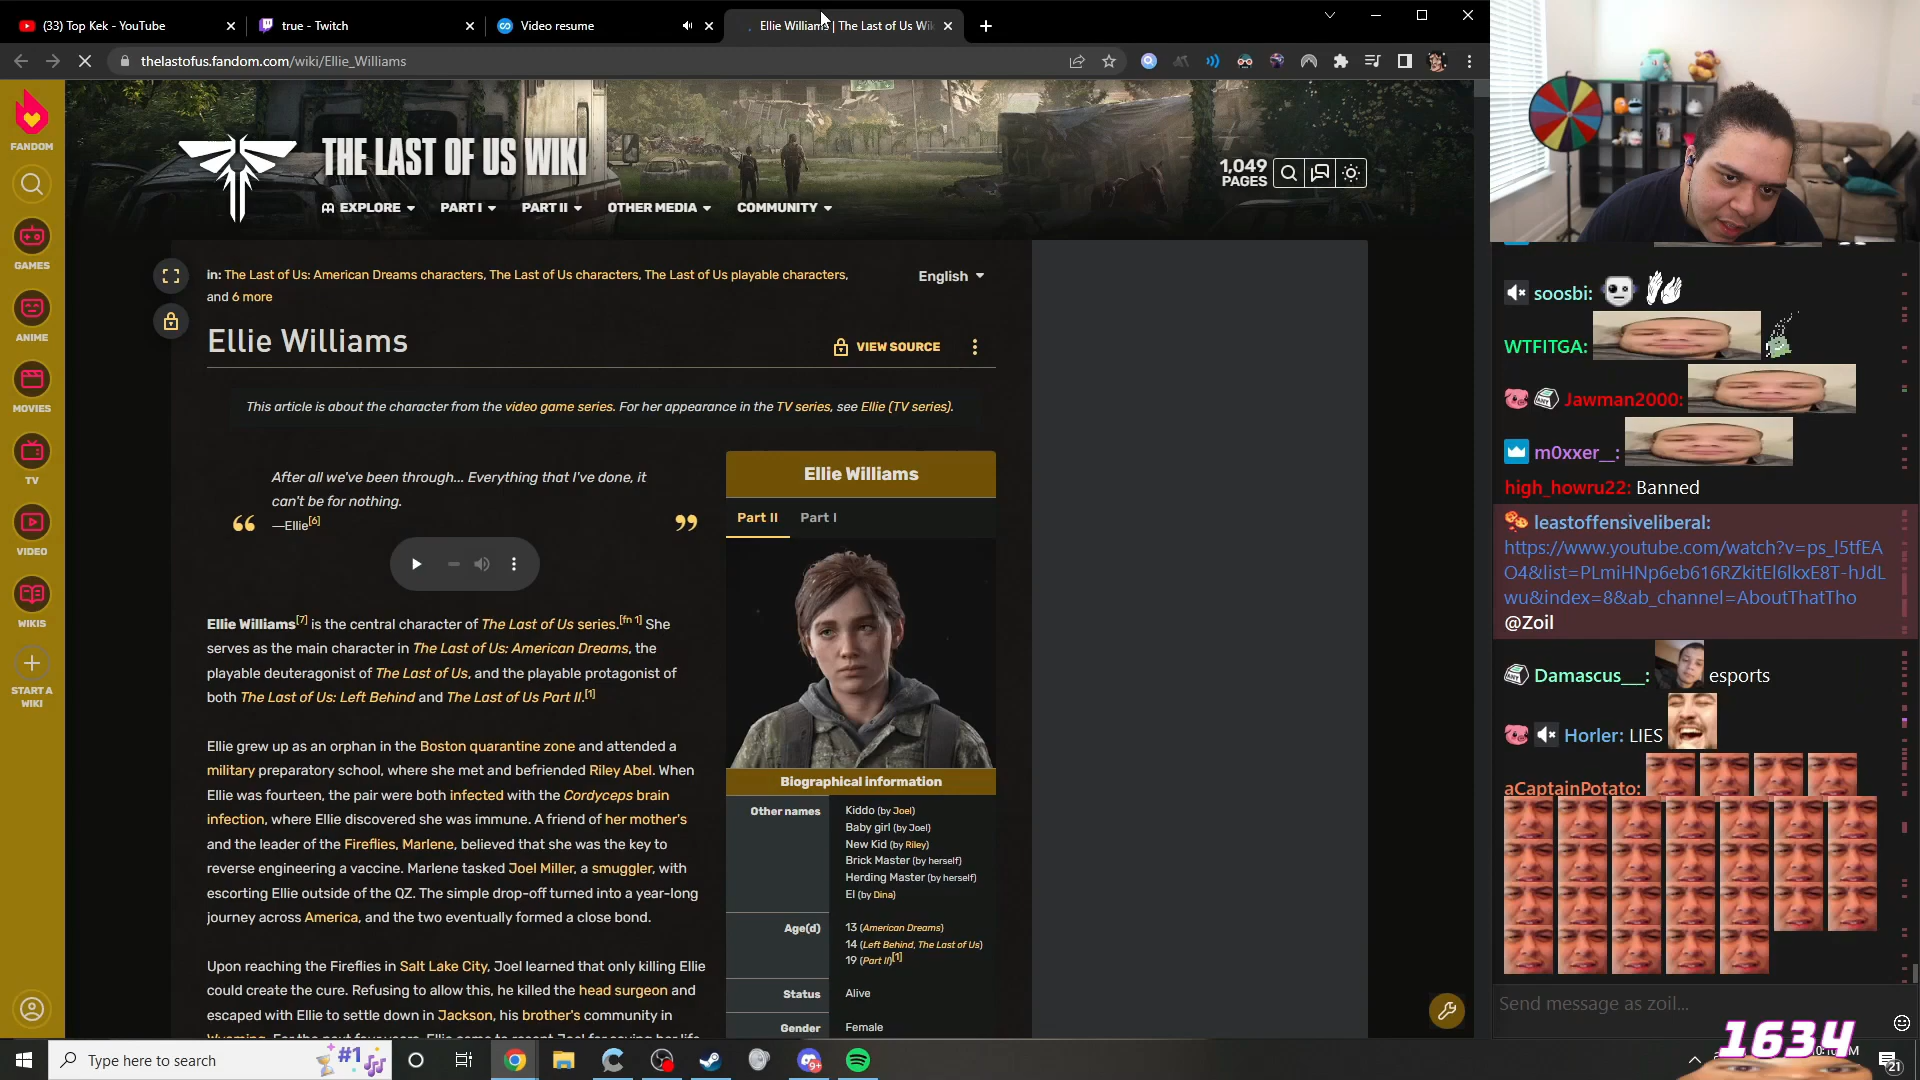 (33) Top Kek - YouTube
true - Twitch
Video resume
Ellie Williams | The Last of Us Wik
thelastofus.fandom.com/wiki/Ellie_Williams
FANDOM
GAMES
ANIME
MOVIES
TV
VIDEO
WIKIS
START A
WIKI
THE LAST OF US WIKI
1,049
PAGES
EXPLORE
PART I
PART II
OTHER MEDIA
COMMUNITY
in: The Last of Us: American Dreams characters, The Last of Us characters, The Last of Us playable characters,
and 6 more
English
Ellie Williams
VIEW SOURCE
This article is about the character from the video game series. For her appearance in the TV series, see Ellie (TV series).
“ After all we've been through... Everything that I've done, it
can't be for nothing. ”
—Ellie[6]
Ellie Williams[7] is the central character of The Last of Us series.[fn 1] She
serves as the main character in The Last of Us: American Dreams, the
playable deuteragonist of The Last of Us, and the playable protagonist of
both The Last of Us: Left Behind and The Last of Us Part II.[1]
Ellie grew up as an orphan in the Boston quarantine zone and attended a
military preparatory school, where she met and befriended Riley Abel. When
Ellie was fourteen, the pair were both infected with the Cordyceps brain
infection, where Ellie discovered she was immune. A friend of her mother's
and the leader of the Fireflies, Marlene, believed that she was the key to
reverse engineering a vaccine. Marlene tasked Joel Miller, a smuggler, with
escorting Ellie outside of the QZ. The simple drop-off turned into a year-long
journey across America, and the two eventually formed a close bond.
Upon reaching the Fireflies in Salt Lake City, Joel learned that only killing Ellie
could create the cure. Refusing to allow this, he killed the head surgeon and
escaped with Ellie to settle down in Jackson, his brother's community in
Ellie Williams
Part II
Part I
Biographical information
Other names
Kiddo (by Joel)
Baby girl (by Joel)
New Kid (by Riley)
Brick Master (by herself)
Herding Master (by herself)
El (by Dina)
Age(d)
13 (American Dreams)
14 (Left Behind, The Last of Us)
19 (Part II)[1]
Status
Alive
Gender
Female
soosbi:
WTFITGA:
Jawman2000:
m0xxer__:
high_howru22: Banned
leastoffensiveliberal:
https://www.youtube.com/watch?v=ps_l5tfEA
O4&list=PLmiHNp6eb616RZkitEl6lkxE8T-hJdL
wu&index=8&ab_channel=AboutThatTho
@Zoil
Damascus___: esports
Horler: LIES
aCaptainPotato:
Send message as zoil...
Type here to search
#1
9+
1634
21